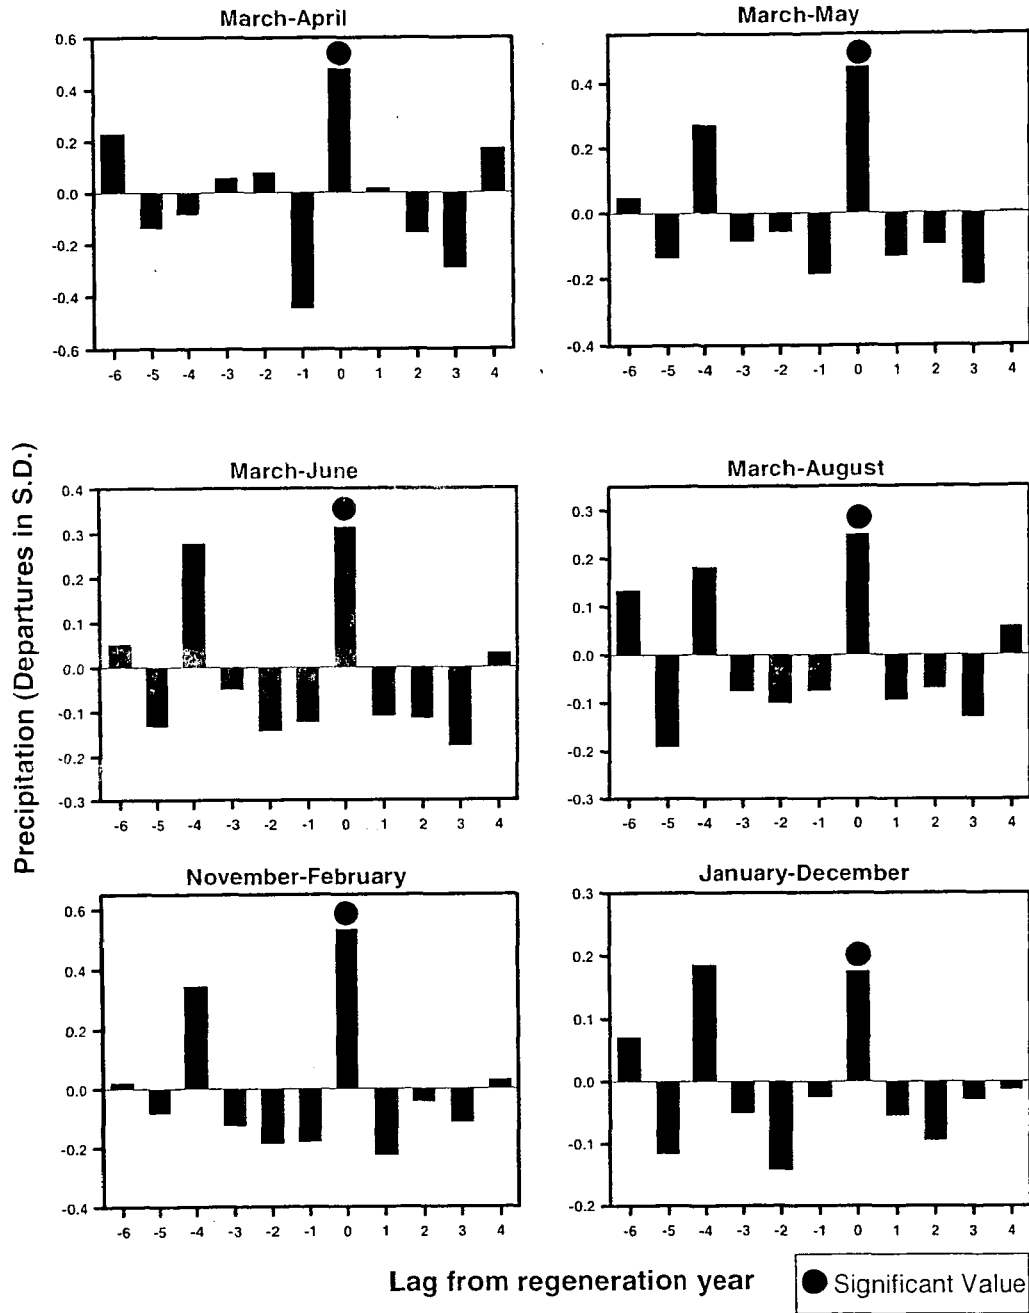 March-April
0.6
0.4
0.2
0.0
-0.2
-0.4
-0.6
-6 -5 -4 -3 -2 -1 0 1 2 3 4
March-May
0.4
0.2
0.0
-0.2
-0.4
-6 -5 -4 -3 -2 -1 0 1 2 3 4
Precipitation (Departures in S.D.)
March-June
0.4
0.3
0.2
0.1
0.0
-0.1
-0.2
-0.3
-6 -5 -4 -3 -2 -1 0 1 2 3 4
March-August
0.3
0.2
0.1
0.0
-0.1
-0.2
-0.3
-6 -5 -4 -3 -2 -1 0 1 2 3 4
November-February
0.6
0.4
0.2
0.0
-0.2
-0.4
-6 -5 -4 -3 -2 -1 0 1 2 3 4
January-December
0.3
0.2
0.1
0.0
-0.1
-0.2
-6 -5 -4 -3 -2 -1 0 1 2 3 4
Lag from regeneration year
Significant Value